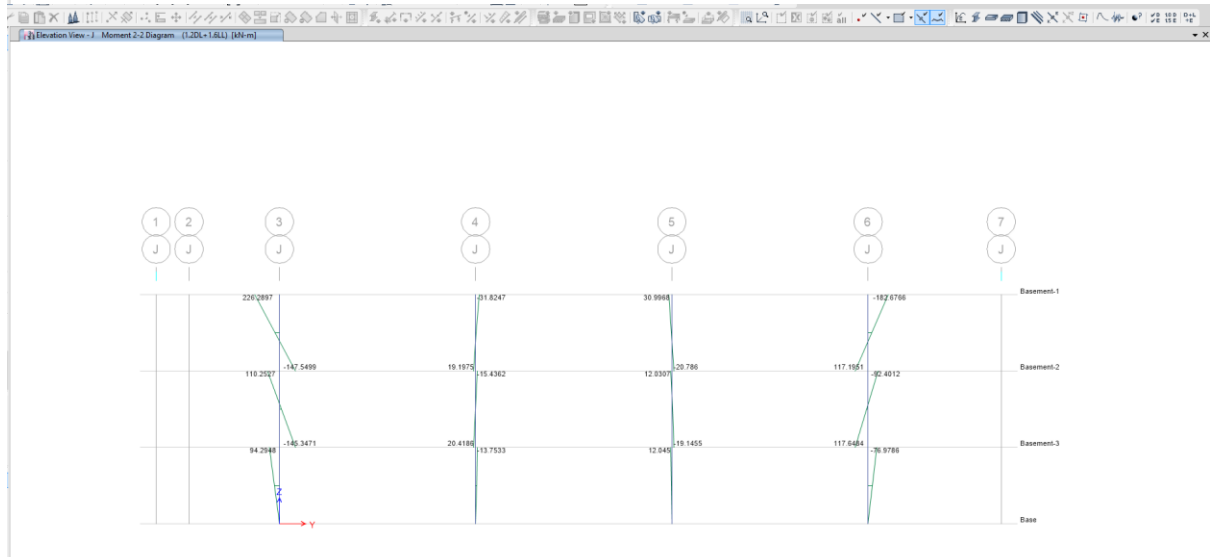 Elevation View - J Moment 2-2 Diagram (1.2DL+1.6LL) [kN-m]
1 2 3 4 5 6 7
J J J J J J J
226.2897 -31.8247 30.9968 -182.6766 Basement-1
-147.5499 19.1975 -20.786 117.1951 Basement-2
110.2527 -15.4362 12.0307 -92.4012
-145.3471 20.4186 -19.1455 117.6484 Basement-3
94.2948 -13.7533 12.045 -76.9786
Z
Y Base